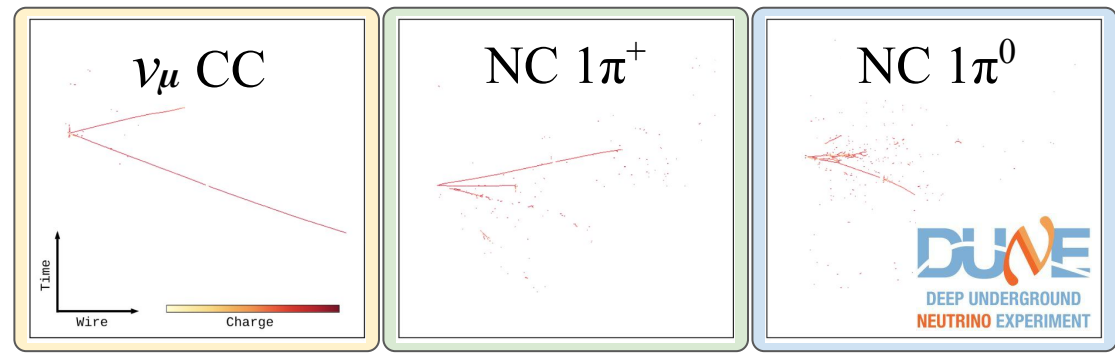 νμ CC
Time
Wire
Charge
NC 1π⁺
NC 1π⁰
DUNE
DEEP UNDERGROUND
NEUTRINO EXPERIMENT